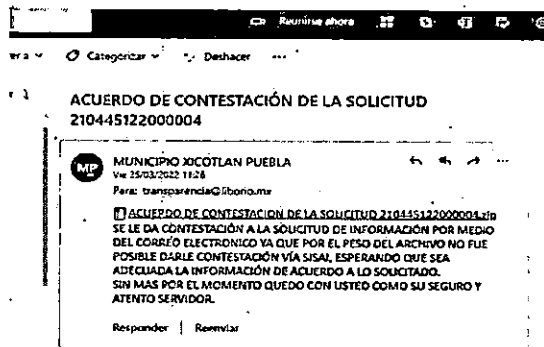 Reunirse ahora
Categorizar Deshacer ...
ACUERDO DE CONTESTACIÓN DE LA SOLICITUD
210445122000004
MP MUNICIPIO XICOTLAN PUEBLA
Vie 25/03/2022 11:28
Para: transparencia@liborio.mx
ACUERDO DE CONTESTACION DE LA SOLICITUD 210445122000004.zip
SE LE DA CONTESTACIÓN A LA SOLICITUD DE INFORMACIÓN POR MEDIO
DEL CORREO ELECTRONICO YA QUE POR EL PESO DEL ARCHIVO NO FUE
POSIBLE DARLE CONTESTACIÓN VÍA SISAI, ESPERANDO QUE SEA
ADECUADA LA INFORMACIÓN DE ACUERDO A LO SOLICITADO.
SIN MAS POR EL MOMENTO QUEDO CON USTED COMO SU SEGURO Y
ATENTO SERVIDOR.
Responder | Reenviar